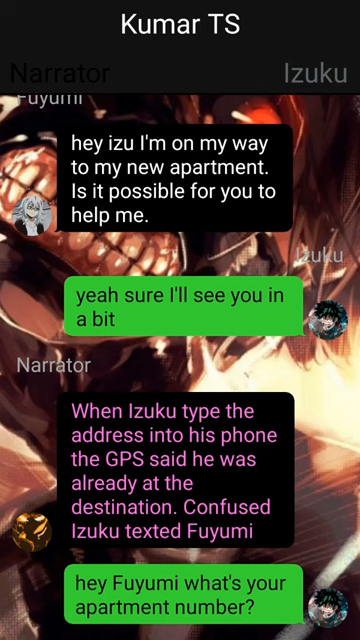 Kumar TS
Narrator
Izuku
Fuyumi
hey izu I'm on my way
to my new apartment.
Is it possible for you to
help me.
Izuku
yeah sure I'll see you in
a bit
Narrator
When Izuku type the
address into his phone
the GPS said he was
already at the
destination. Confused
Izuku texted Fuyumi
hey Fuyumi what's your
apartment number?